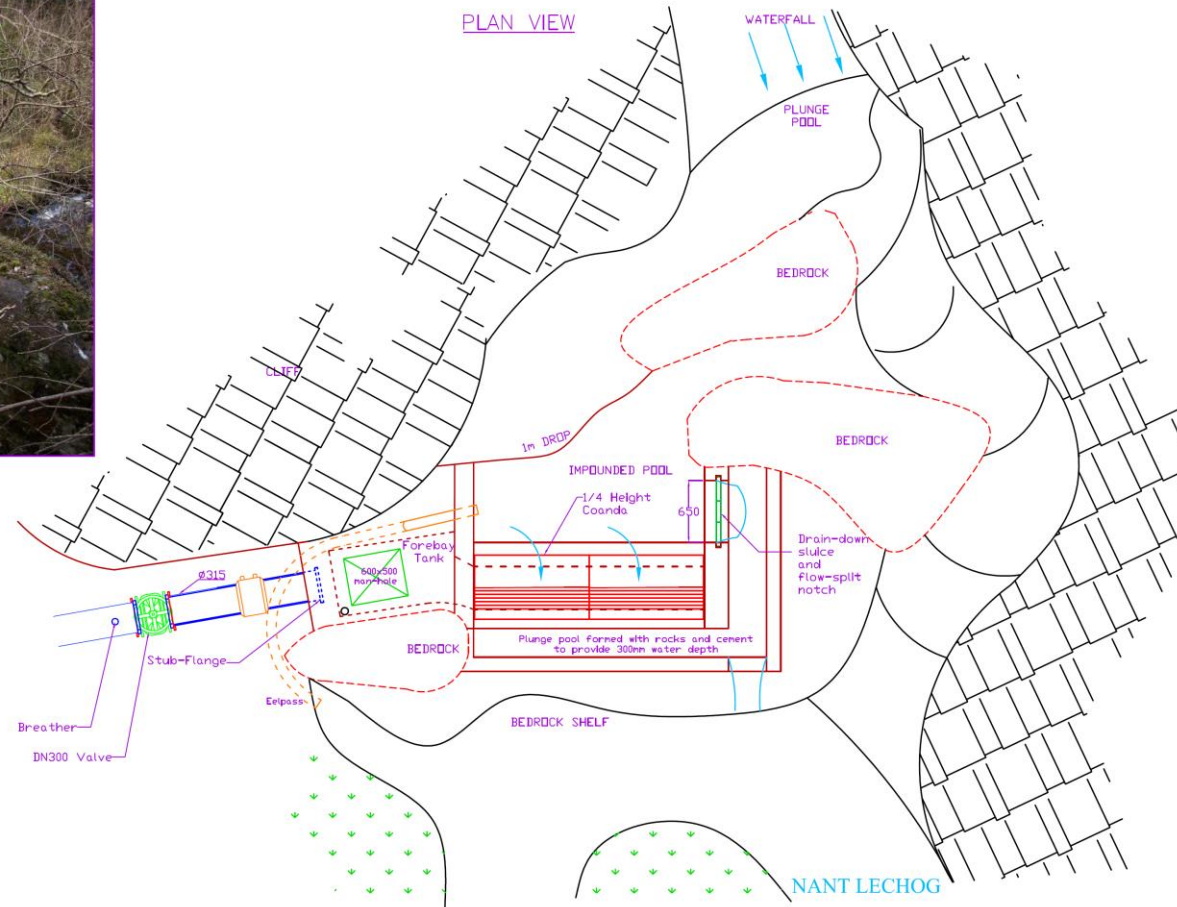 PLAN VIEW
WATERFALL
PLUNGE
POOL
BEDROCK
CLIFF
BEDROCK
1m DROP
IMPOUNDED POOL
1/4 Height
Coanda
650
Drain-down
sluice
and
flow-split
notch
Forebay
Tank
600x500
man-hole
Ø315
Plunge pool formed with rocks and cement
to provide 300mm water depth
BEDROCK
Stub-Flange
Eelpass
BEDROCK SHELF
Breather
DN300 Valve
NANT LECHOG